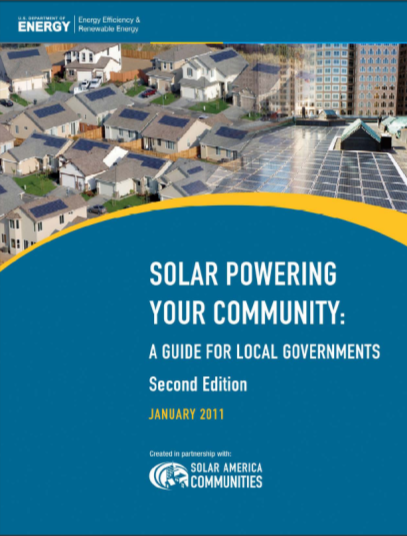 U.S. DEPARTMENT OF
ENERGY
Energy Efficiency &
Renewable Energy
SOLAR POWERING
YOUR COMMUNITY:
A GUIDE FOR LOCAL GOVERNMENTS
Second Edition
JANUARY 2011
Created in partnership with:
SOLAR AMERICA
COMMUNITIES